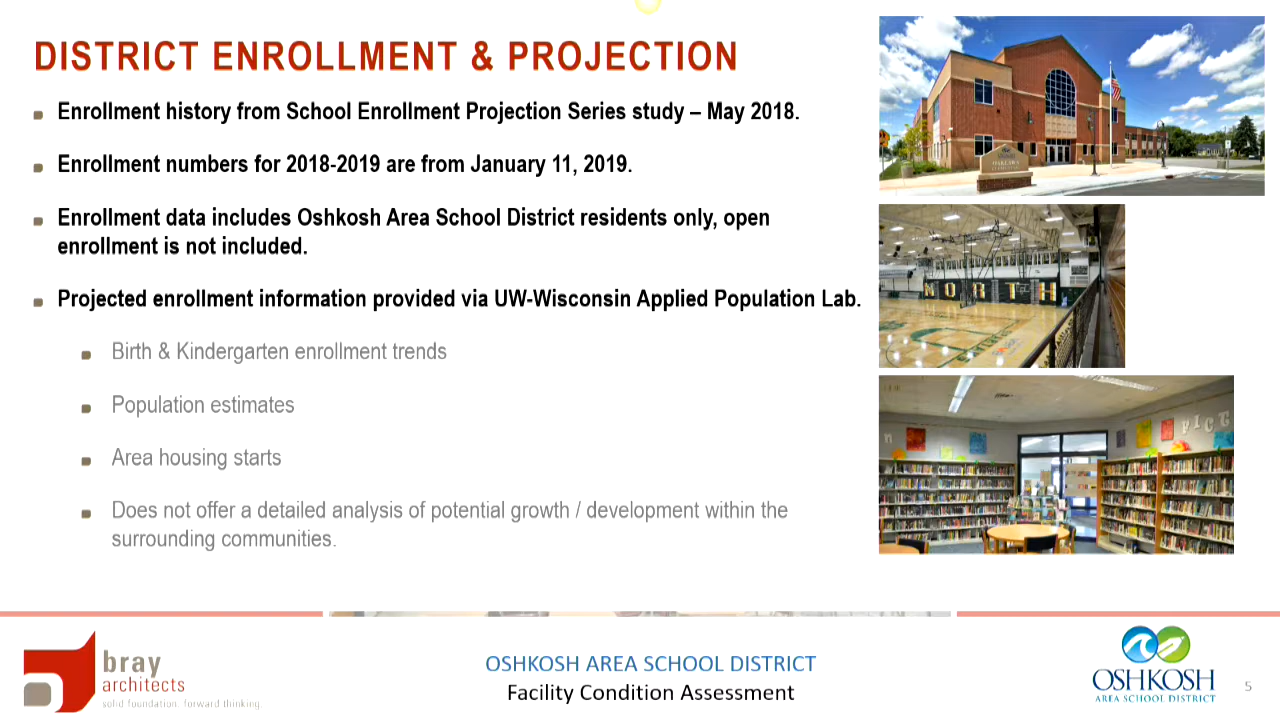 DISTRICT ENROLLMENT & PROJECTION
Enrollment history from School Enrollment Projection Series study – May 2018.
Enrollment numbers for 2018-2019 are from January 11, 2019.
Enrollment data includes Oshkosh Area School District residents only, open
enrollment is not included.
Projected enrollment information provided via UW-Wisconsin Applied Population Lab.
Birth & Kindergarten enrollment trends
Population estimates
Area housing starts
Does not offer a detailed analysis of potential growth / development within the
surrounding communities.
NORTH
FICT
bray
architects
solid foundation. forward thinking.
OSHKOSH AREA SCHOOL DISTRICT
Facility Condition Assessment
OSHKOSH
AREA SCHOOL DISTRICT
5